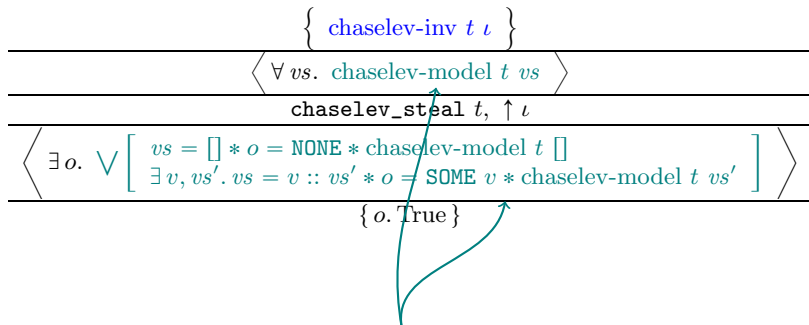 { chaselev-inv t ι }
⟨ ∀ vs. chaselev-model t vs ⟩
chaselev_steal t, ↑ ι
⟨ ∃ o. ⋁ [ vs = [] ∗ o = NONE ∗ chaselev-model t []
∃ v, vs′. vs = v :: vs′ ∗ o = SOME v ∗ chaselev-model t vs′ ] ⟩
{ o. True }